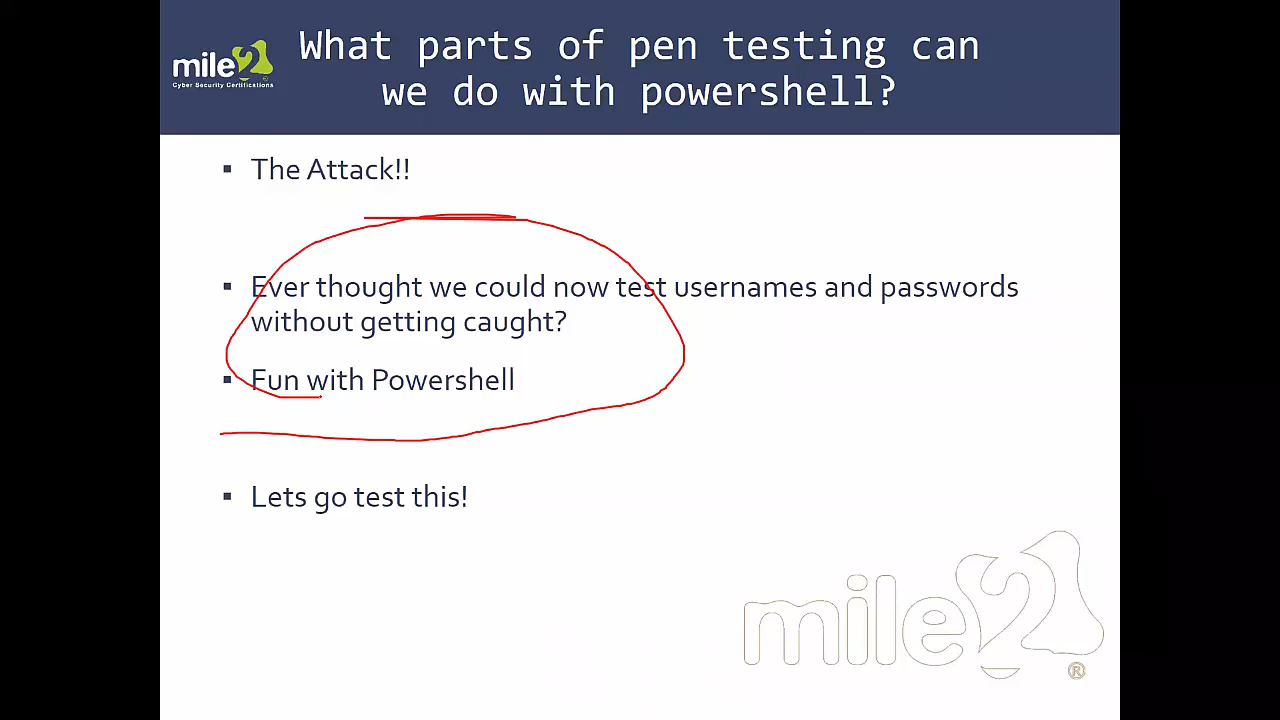 What parts of pen testing can
we do with powershell?
mile2
Cyber Security Certifications
®
▪ The Attack!!
▪ Ever thought we could now test usernames and passwords
without getting caught?
▪ Fun with Powershell
▪ Lets go test this!
mile2
®